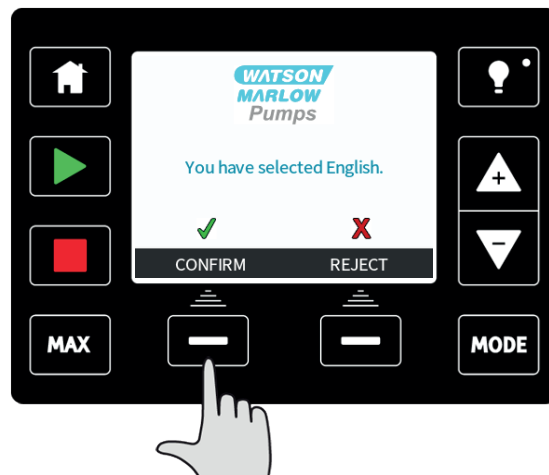 WATSON
MARLOW
Pumps
You have selected English.
CONFIRM REJECT
MAX
MODE